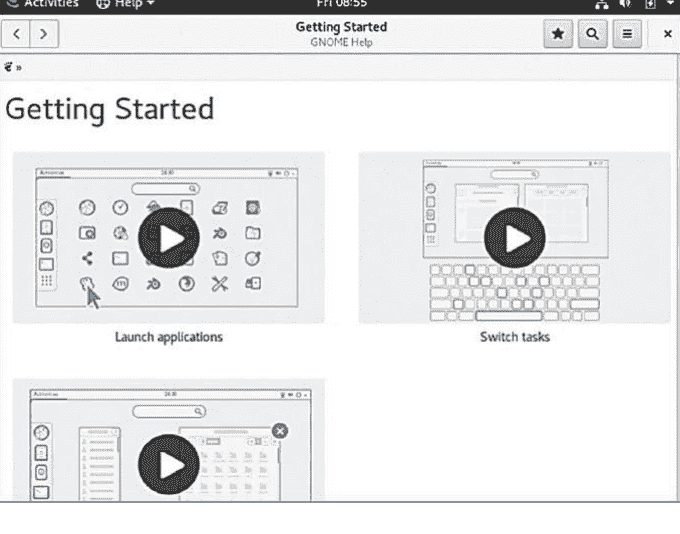 Activities Help Fri 08:55
Getting Started
GNOME Help
»
Getting Started
Launch applications
Switch tasks